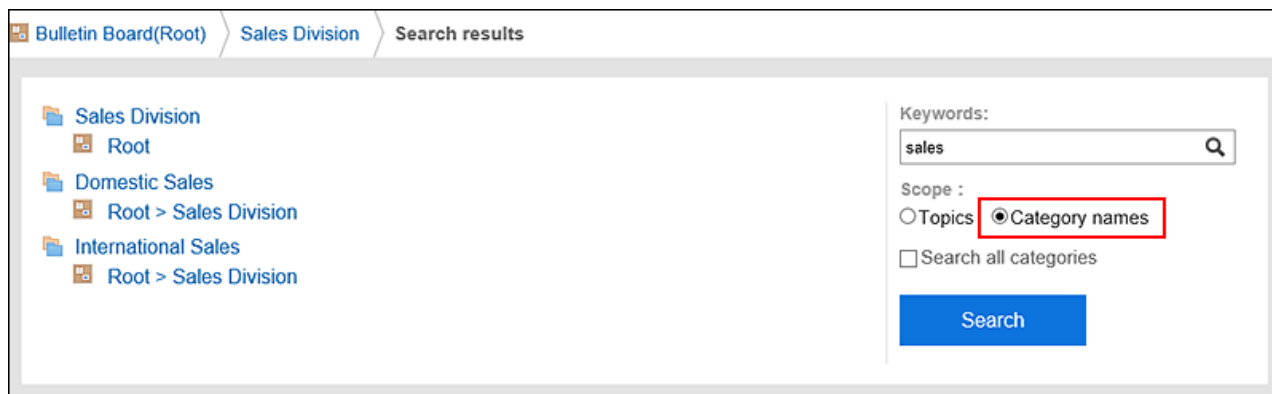 Bulletin Board(Root) Sales Division Search results
Sales Division
Root
Domestic Sales
Root > Sales Division
International Sales
Root > Sales Division
Keywords:
sales
Scope :
Topics Category names
Search all categories
Search